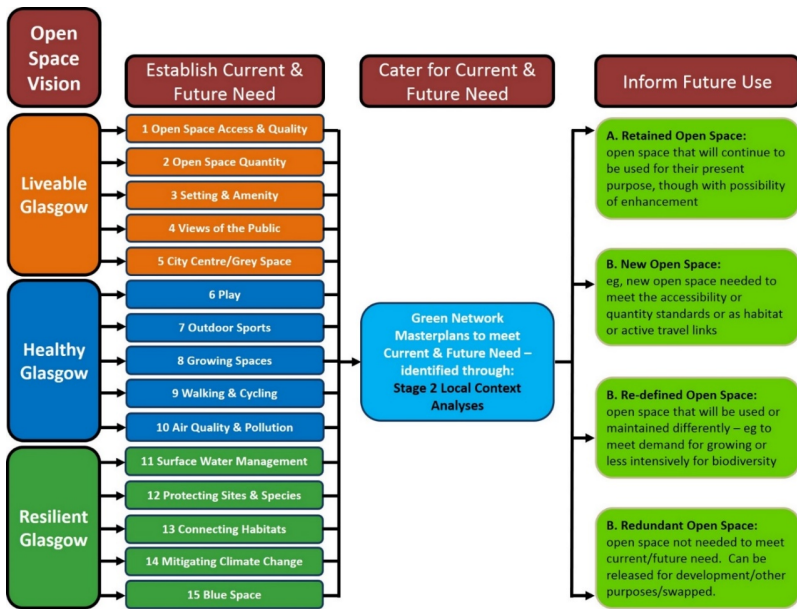 Open
Space
Vision
Establish Current &
Future Need
Cater for Current &
Future Need
Inform Future Use
Liveable
Glasgow
1 Open Space Access & Quality
2 Open Space Quantity
3 Setting & Amenity
4 Views of the Public
5 City Centre/Grey Space
Healthy
Glasgow
6 Play
7 Outdoor Sports
8 Growing Spaces
9 Walking & Cycling
10 Air Quality & Pollution
Resilient
Glasgow
11 Surface Water Management
12 Protecting Sites & Species
13 Connecting Habitats
14 Mitigating Climate Change
15 Blue Space
Green Network
Masterplans to meet
Current & Future Need –
identified through:
Stage 2 Local Context
Analyses
A. Retained Open Space:
open space that will continue to
be used for their present
purpose, though with possibility
of enhancement
B. New Open Space:
eg, new open space needed to
meet the accessibility or
quantity standards or as habitat
or active travel links
B. Re-defined Open Space:
open space that will be used or
maintained differently – eg to
meet demand for growing or
less intensively for biodiversity
B. Redundant Open Space:
open space not needed to meet
current/future need. Can be
released for development/other
purposes/swapped.